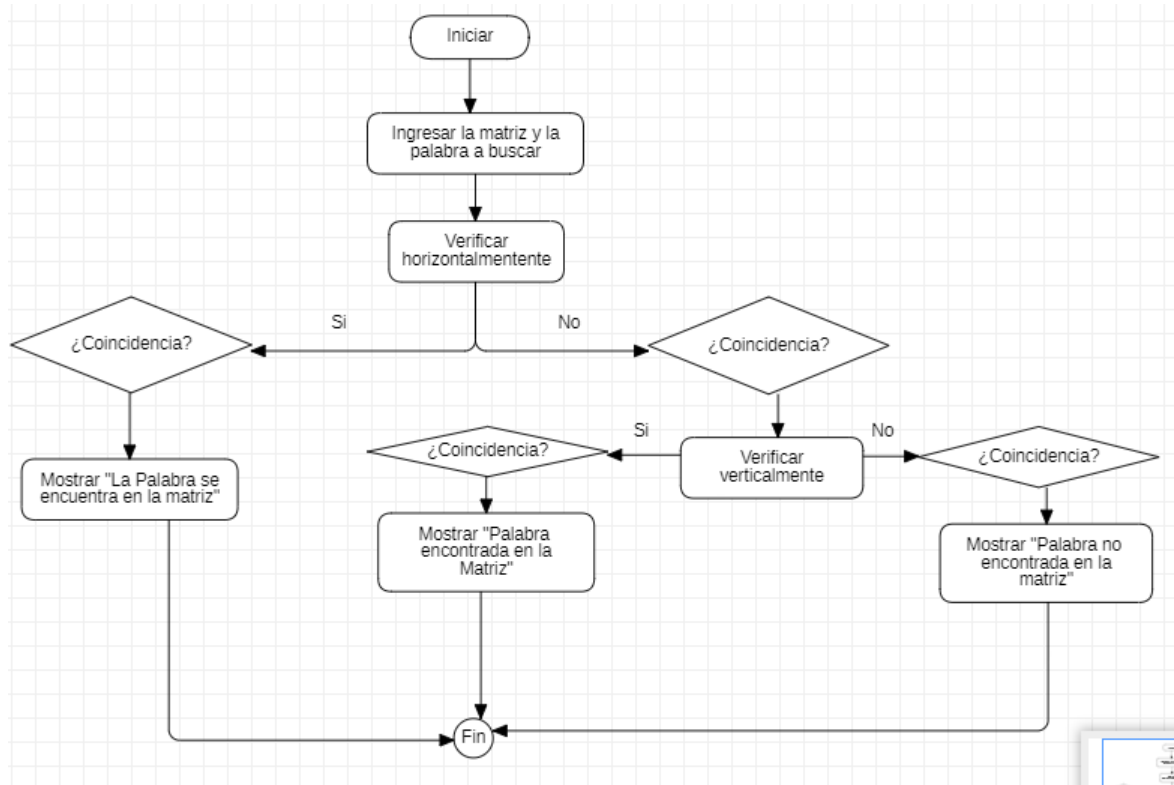 Iniciar
Ingresar la matriz y la
palabra a buscar
Verificar
horizontalmentente
Si
No
¿Coincidencia?
¿Coincidencia?
¿Coincidencia?
Si
Verificar
verticalmente
No
¿Coincidencia?
Mostrar "La Palabra se
encuentra en la matriz"
Mostrar "Palabra
encontrada en la
Matriz"
Mostrar "Palabra no
encontrada en la
matriz"
Fin